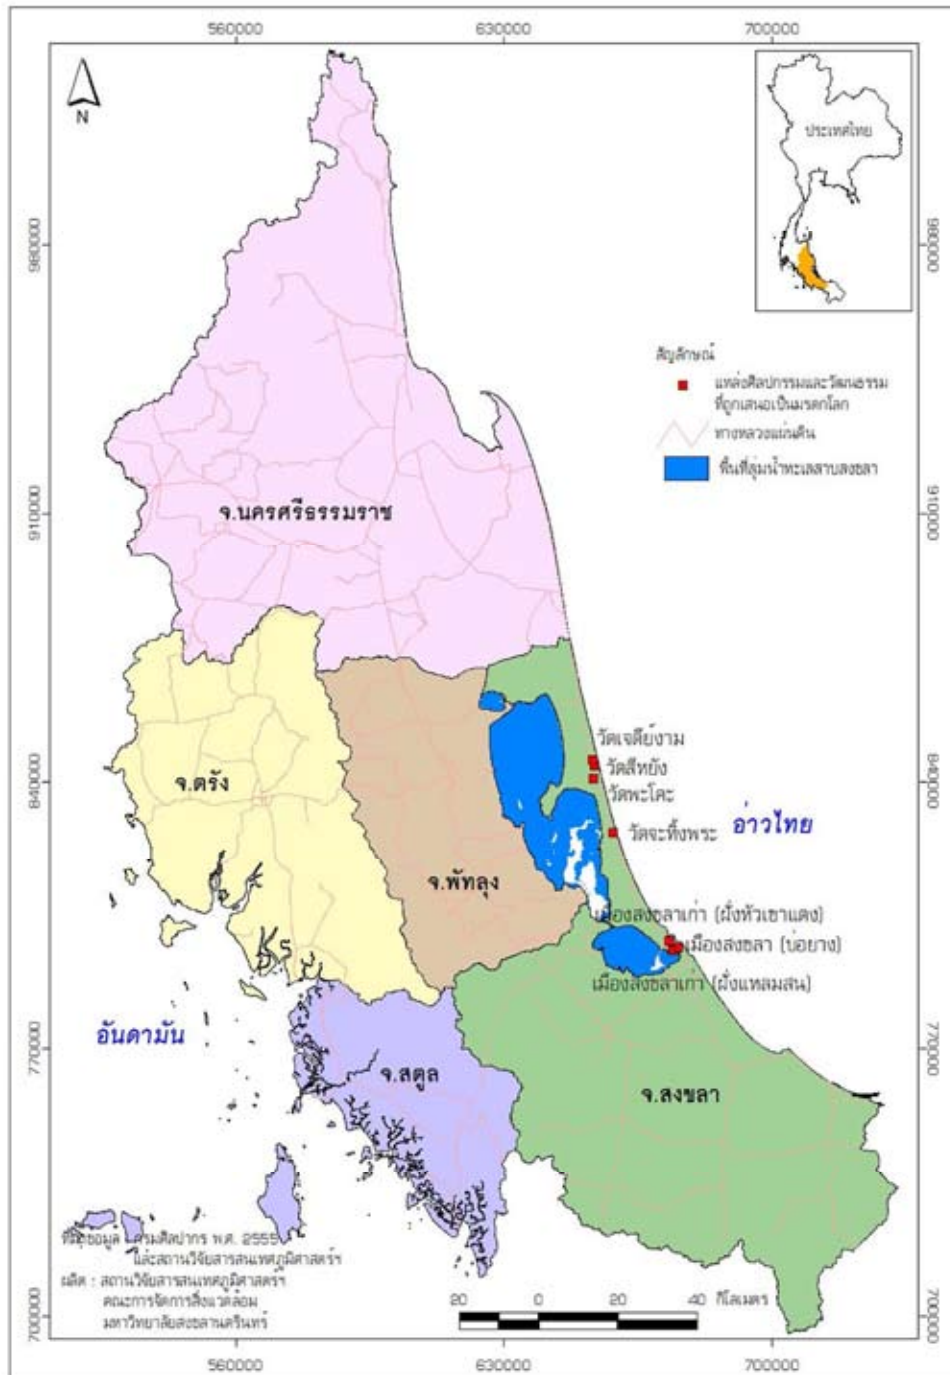 560000 630000 700000
N
ประเทศไทย
980000 980000
สัญลักษณ์
แหล่งศิลปกรรมและวัฒนธรรม
ที่ถูกเสนอเป็นมรดกโลก
ทางหลวงแผ่นดิน
พื้นที่ลุ่มน้ำทะเลสาบสงขลา
910000 910000
จ.นครศรีธรรมราช
วัดเจดีย์งาม
วัดสีหยัง
วัดพะโคะ
840000 840000
จ.ตรัง
อ่าวไทย
วัดจะทิ้งพระ
จ.พัทลุง
เมืองสงขลาเก่า (ฝั่งหัวเขาแดง)
เมืองสงขลา (บ่อยาง)
เมืองสงขลาเก่า (ฝั่งแหลมสน)
อันดามัน
770000 770000
จ.สตูล
จ.สงขลา
ที่มาข้อมูล : กรมศิลปากร พ.ศ. 2555
และสถานวิจัยสารสนเทศภูมิศาสตร์ฯ
ผลิต : สถานวิจัยสารสนเทศภูมิศาสตร์ฯ
คณะการจัดการสิ่งแวดล้อม
มหาวิทยาลัยสงขลานครินทร์
20 0 20 40 กิโลเมตร
700000 700000
560000 630000 700000